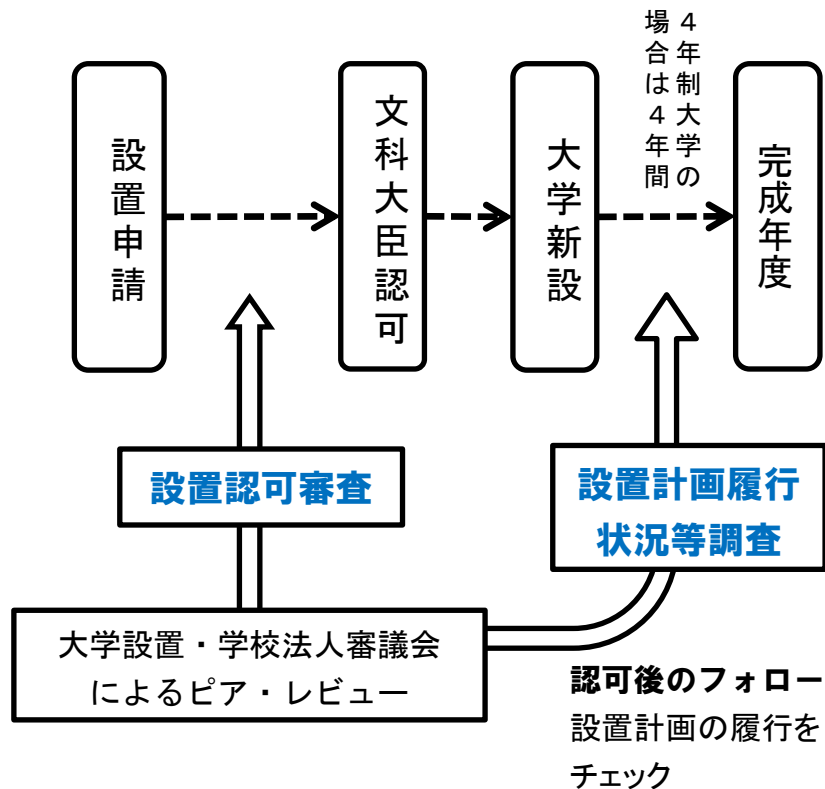 設置申請
文科大臣認可
大学新設
４年制大学の
場合は４年間
完成年度
設置認可審査
設置計画履行
状況等調査
大学設置・学校法人審議会
によるピア・レビュー
認可後のフォロー
設置計画の履行を
チェック